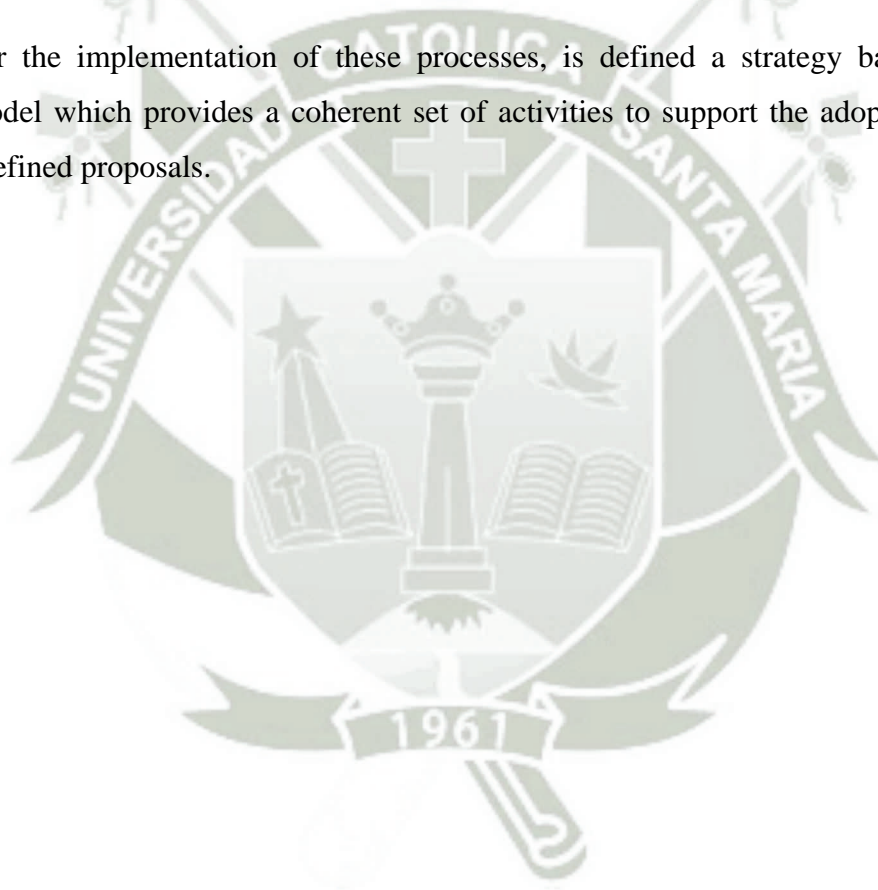 r the implementation of these processes, is defined a strategy ba
odel which provides a coherent set of activities to support the adop
efined proposals.
UNIVERSIDAD CATOLICA SANTA MARIA
1961